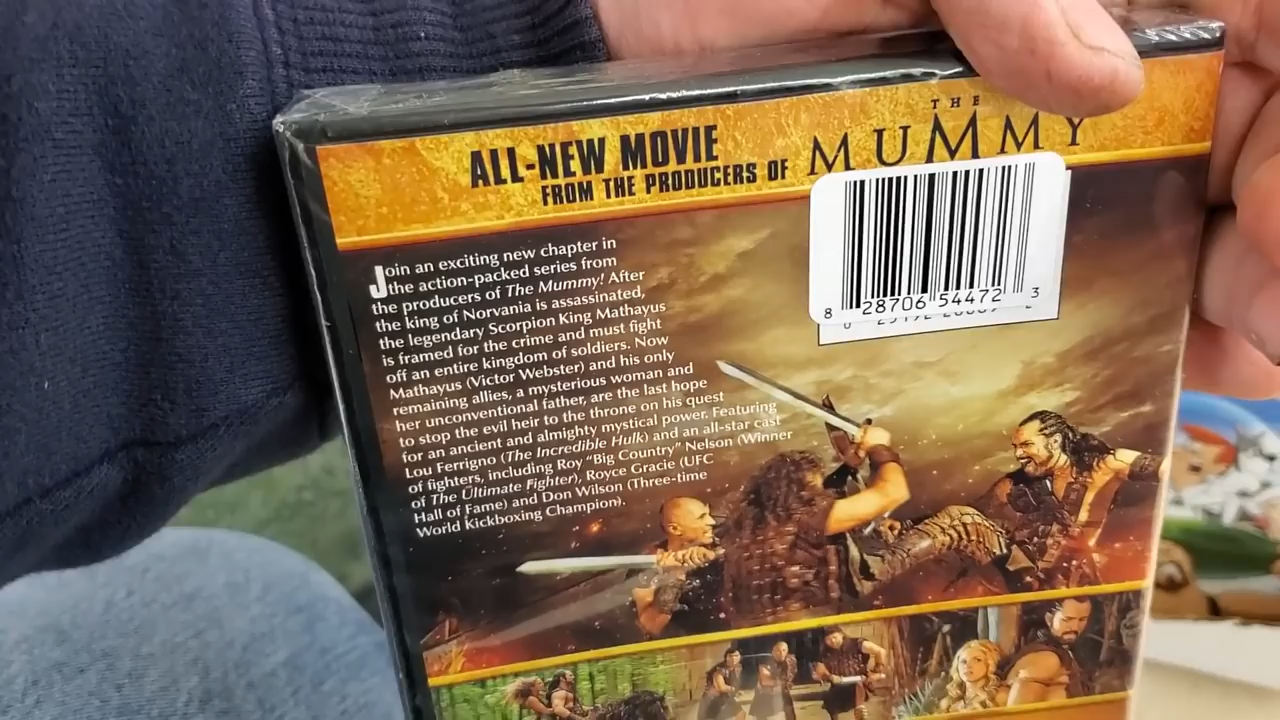 ALL-NEW MOVIE
FROM THE PRODUCERS OF
THE
MUMMY
Join an exciting new chapter in
the action-packed series from
the producers of The Mummy! After
the king of Norvania is assassinated,
the legendary Scorpion King Mathayus
is framed for the crime and must fight
off an entire kingdom of soldiers. Now
Mathayus (Victor Webster) and his only
remaining allies, a mysterious woman and
her unconventional father, are the last hope
to stop the evil heir to the throne on his quest
for an ancient and almighty mystical power. Featuring
Lou Ferrigno (The Incredible Hulk) and an all-star cast
of fighters, including Roy “Big Country” Nelson (Winner
of The Ultimate Fighter), Royce Gracie (UFC
Hall of Fame) and Don Wilson (Three-time
World Kickboxing Champion).
8 28706 54472 3